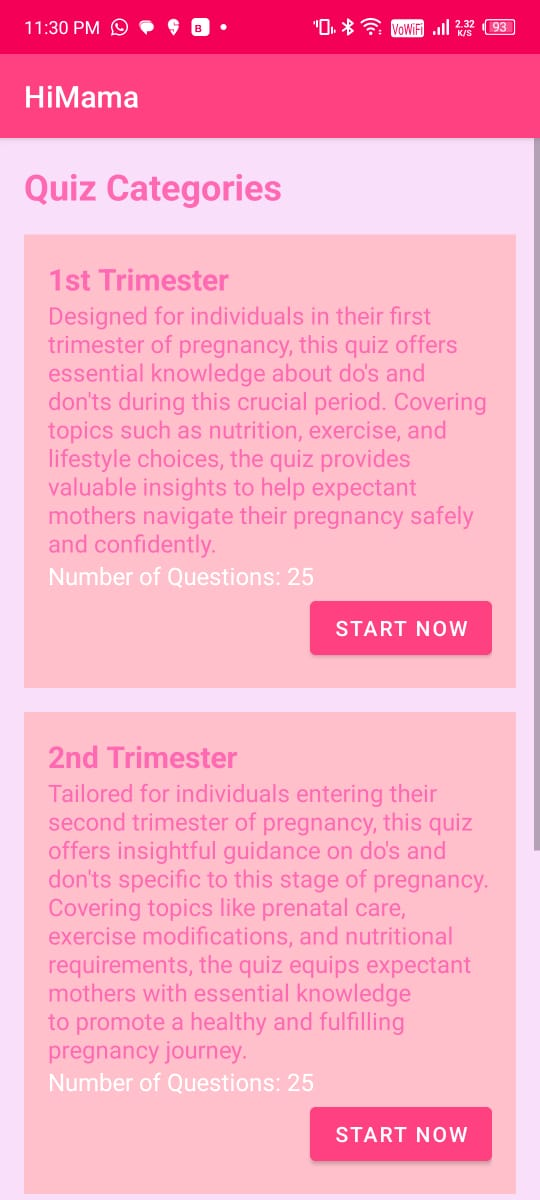 11:30 PM B VoWiFi 2.32 K/S 93
HiMama
Quiz Categories
1st Trimester
Designed for individuals in their first
trimester of pregnancy, this quiz offers
essential knowledge about do's and
don'ts during this crucial period. Covering
topics such as nutrition, exercise, and
lifestyle choices, the quiz provides
valuable insights to help expectant
mothers navigate their pregnancy safely
and confidently.
Number of Questions: 25
START NOW
2nd Trimester
Tailored for individuals entering their
second trimester of pregnancy, this quiz
offers insightful guidance on do's and
don'ts specific to this stage of pregnancy.
Covering topics like prenatal care,
exercise modifications, and nutritional
requirements, the quiz equips expectant
mothers with essential knowledge
to promote a healthy and fulfilling
pregnancy journey.
Number of Questions: 25
START NOW